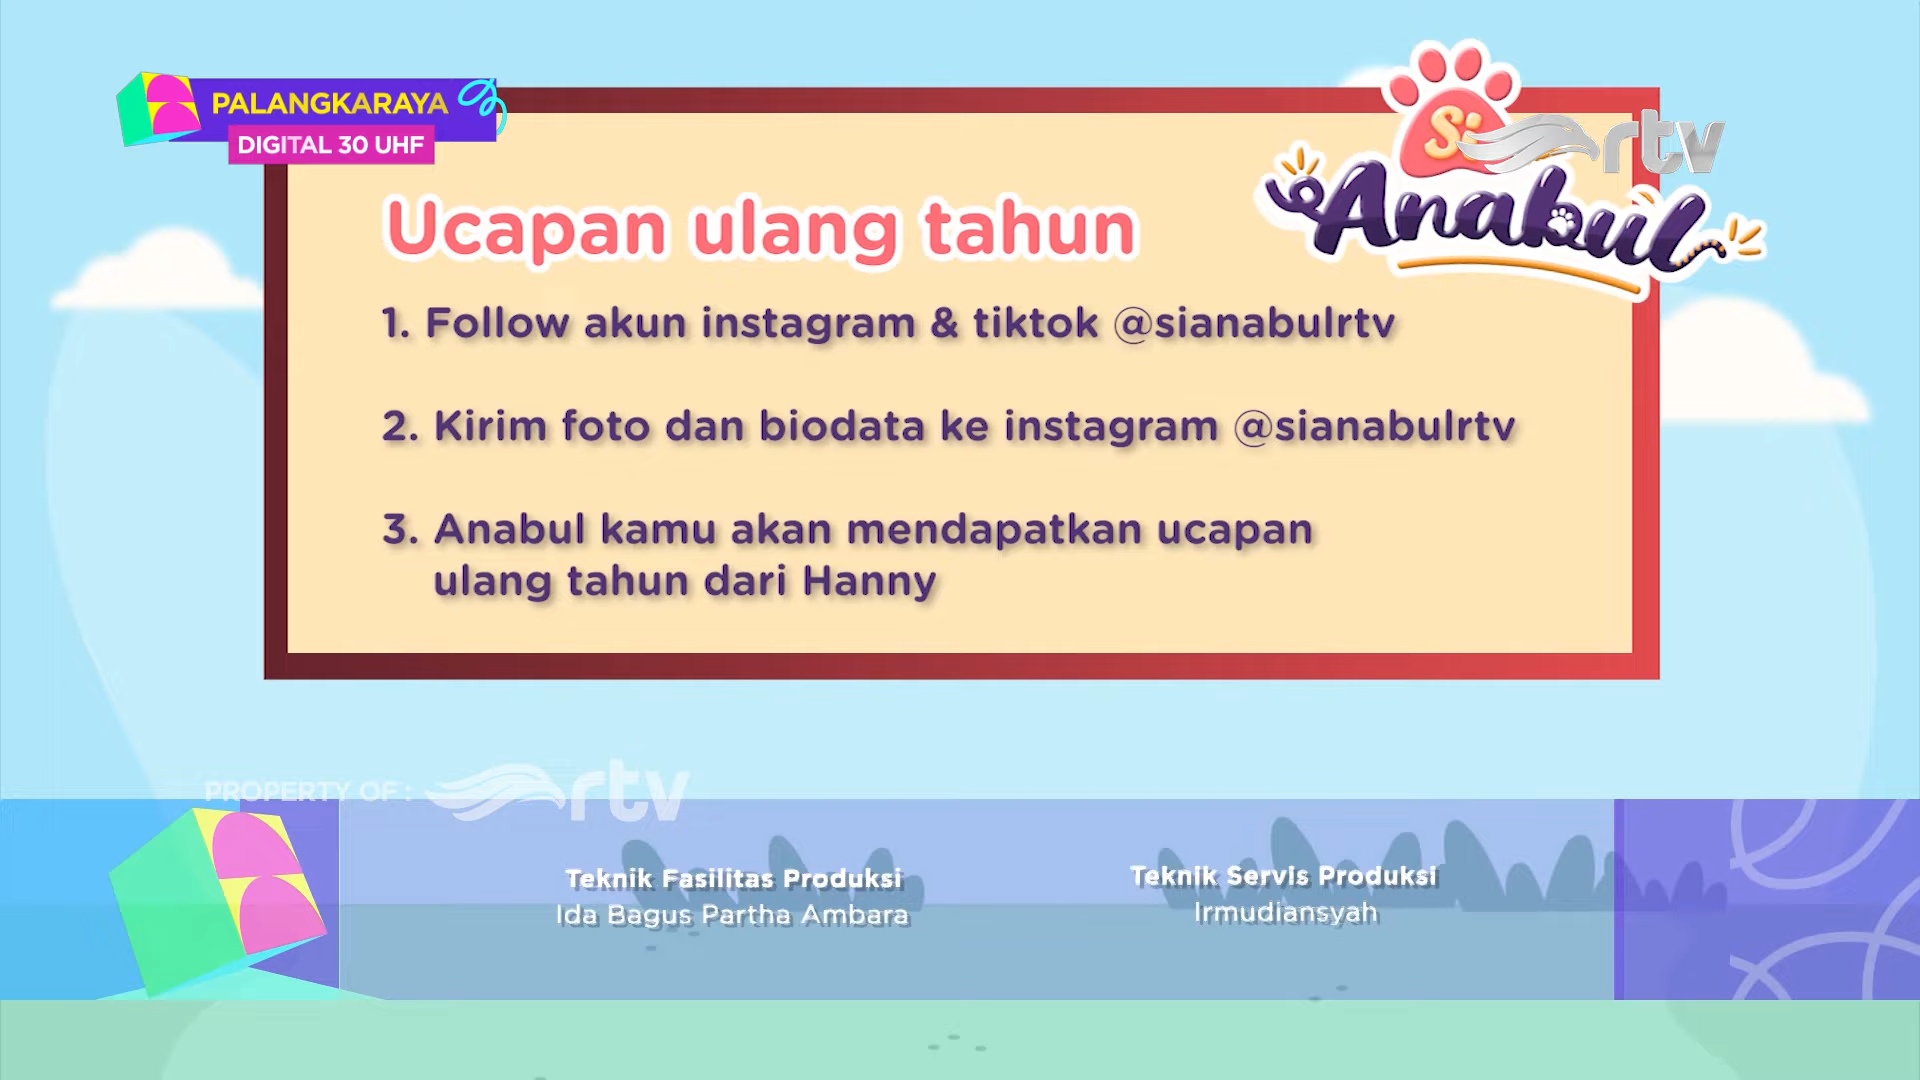 PALANGKARAYA
DIGITAL 30 UHF
Si
Anabul
rtv
Ucapan ulang tahun
1. Follow akun instagram & tiktok @sianabulrtv
2. Kirim foto dan biodata ke instagram @sianabulrtv
3. Anabul kamu akan mendapatkan ucapan
ulang tahun dari Hanny
PROPERTY OF : rtv
Teknik Fasilitas Produksi
Ida Bagus Partha Ambara
Teknik Servis Produksi
Irmudiansyah